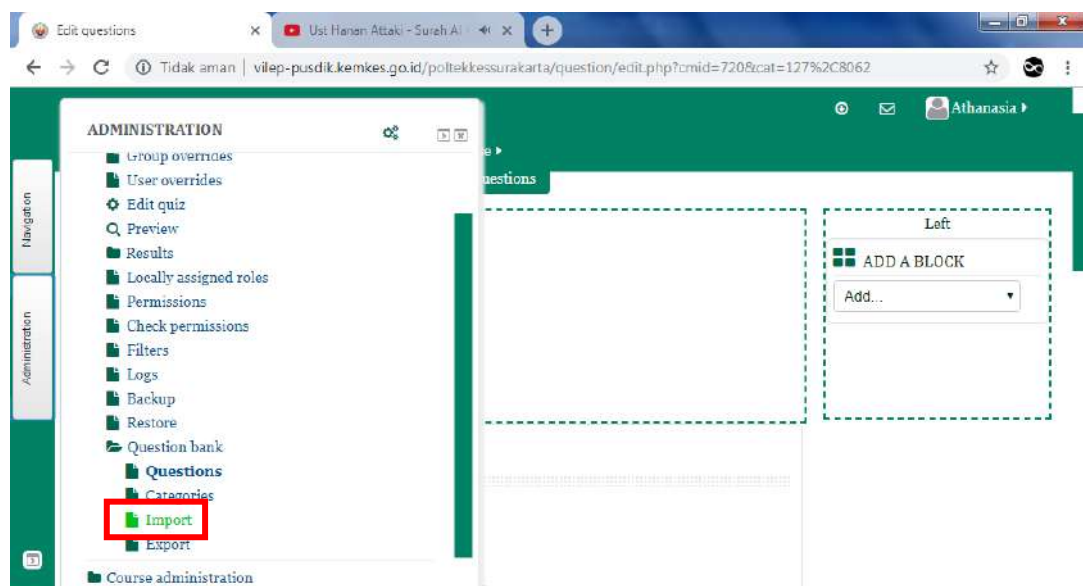 Edit questions
Ust Hanan Attaki - Surah Al
Tidak aman | vilep-pusdik.kemkes.go.id/poltekkessurakarta/question/edit.php?cmid=720&cat=127%2C8062
Athanasia
ADMINISTRATION
Group overrides
e
User overrides
uestions
Edit quiz
Preview
Results
Locally assigned roles
Permissions
Check permissions
Filters
Logs
Backup
Restore
Question bank
Questions
Categories
Import
Export
Course administration
Navigation
Administration
Left
ADD A BLOCK
Add...